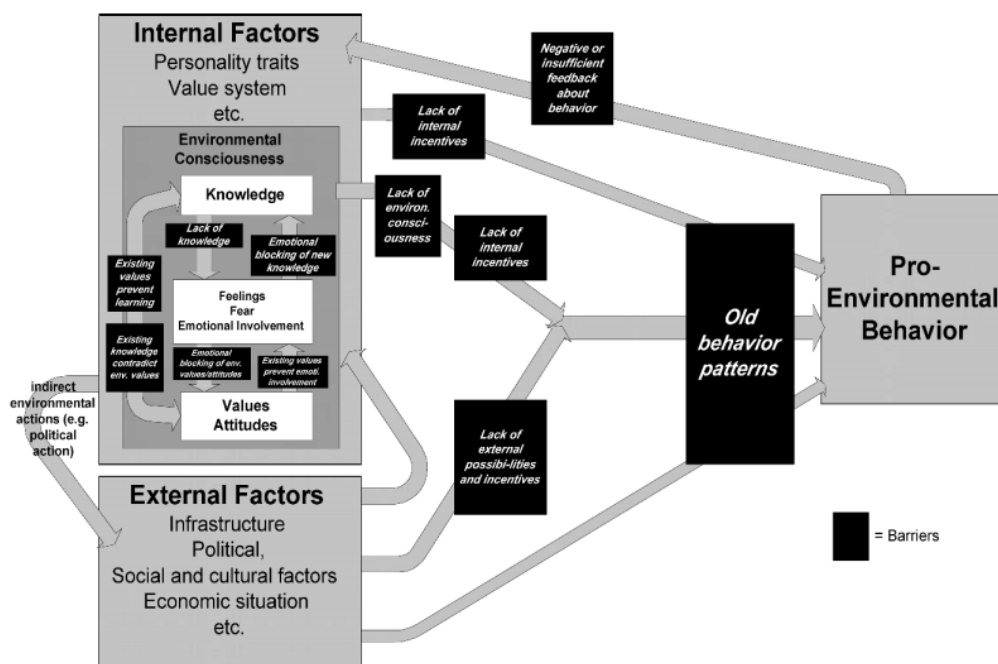 Internal Factors
Personality traits
Value system
etc.
Environmental
Consciousness
Knowledge
Lack of
knowledge
Emotional
blocking of new
knowledge
Existing
values
prevent
learning
Feelings
Fear
Emotional Involvement
Existing
knowledge
contradict
env. values
Emotional
blocking of env.
values/attitudes
Existing values
prevent emoti.
involvement
Values
Attitudes
indirect
environmental
actions (e.g.
political
action)
External Factors
Infrastructure
Political,
Social and cultural factors
Economic situation
etc.
Negative or
insufficient
feedback
about
behavior
Lack of
internal
incentives
Lack of
environ.
consci-
ousness
Lack of
internal
incentives
Lack of
external
possibi-lities
and incentives
Old
behavior
patterns
Pro-
Environmental
Behavior
= Barriers